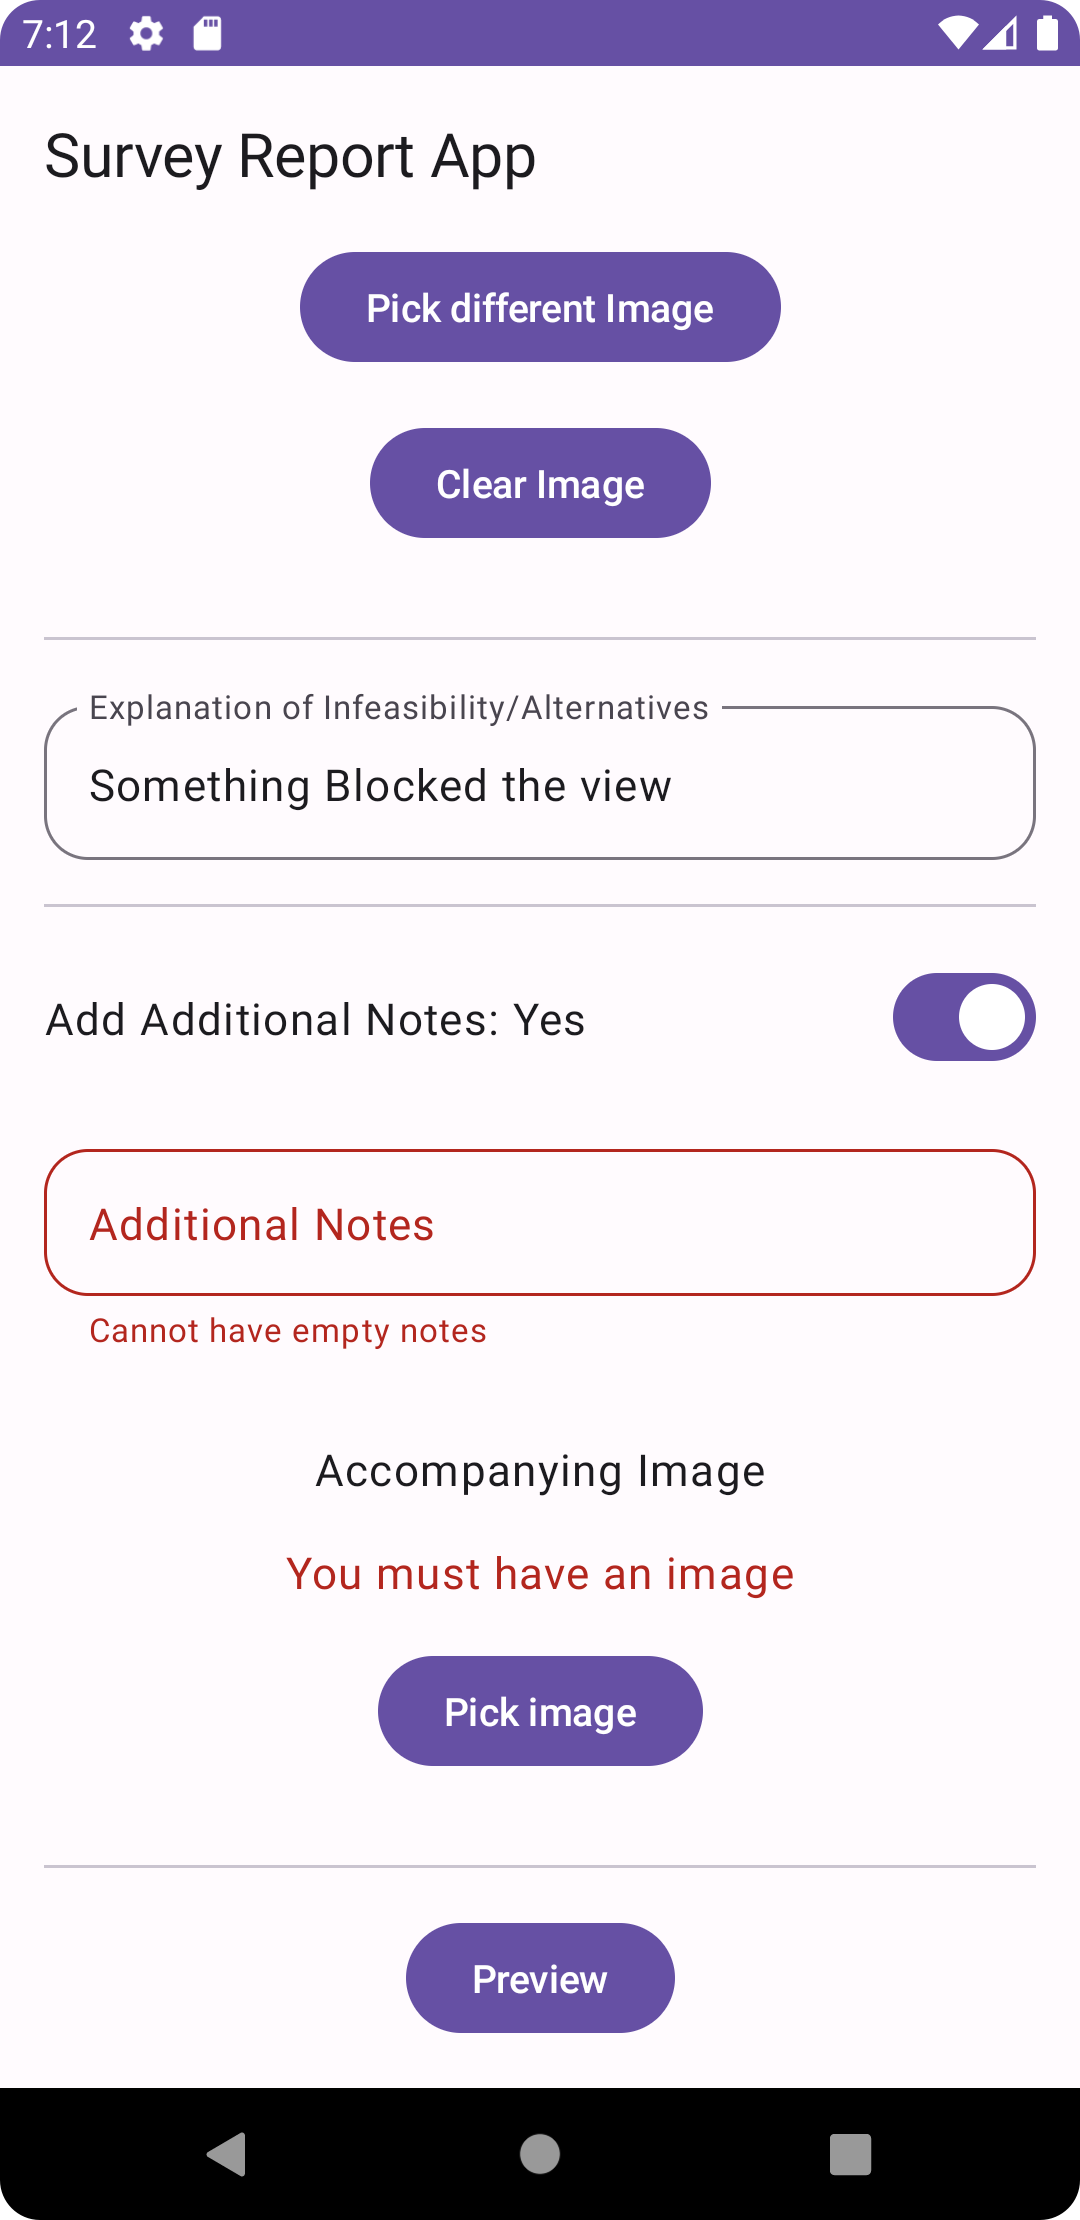 7:12
Survey Report App
Pick different Image
Clear Image
Explanation of Infeasibility/Alternatives
Something Blocked the view
Add Additional Notes: Yes
Additional Notes
Cannot have empty notes
Accompanying Image
You must have an image
Pick image
Preview